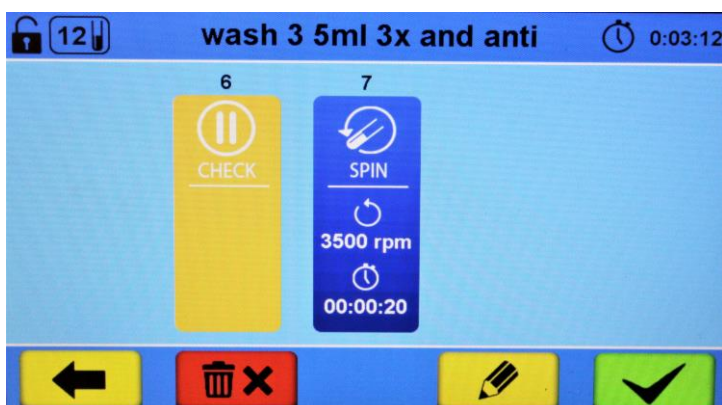 12
wash 3 5ml 3x and anti
0:03:12
6
7
CHECK
SPIN
3500 rpm
00:00:20